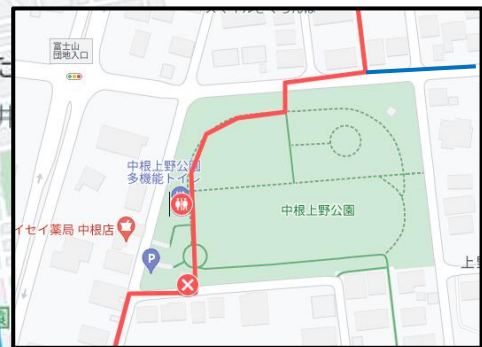 富士山
団地入口
中根上野公園
多機能トイレ
イセイ薬局 中根店
P
中根上野公園
上野